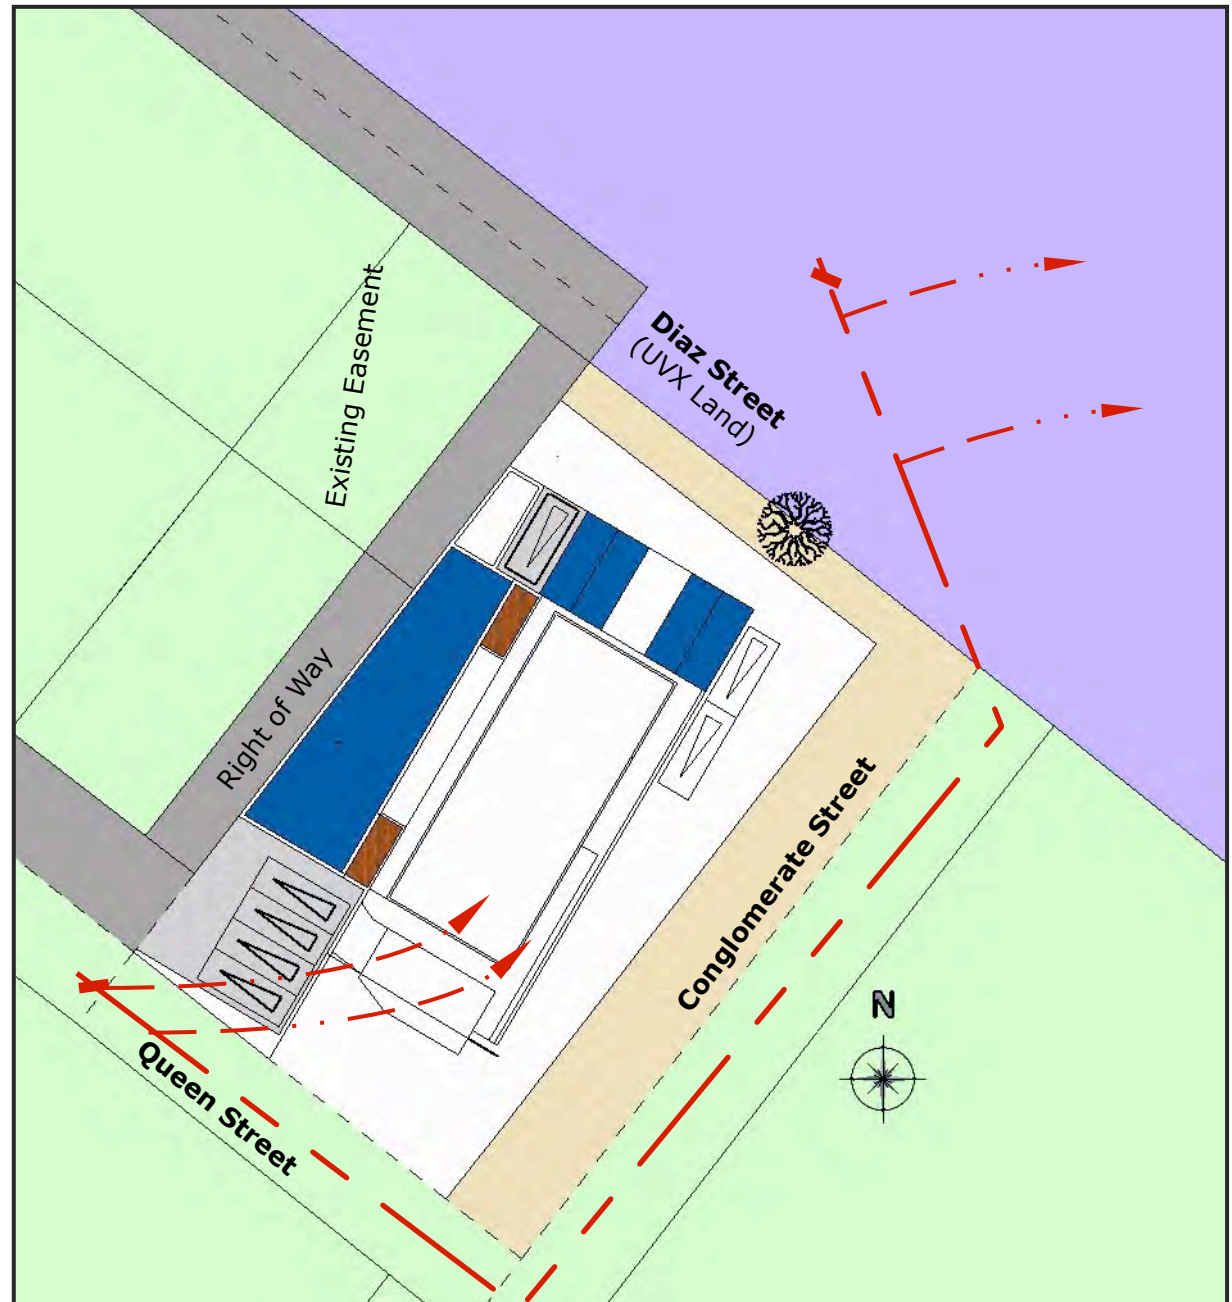 Diaz Street
(UVX Land)
Existing Easement
Right of Way
Conglomerate Street
N
Queen Street